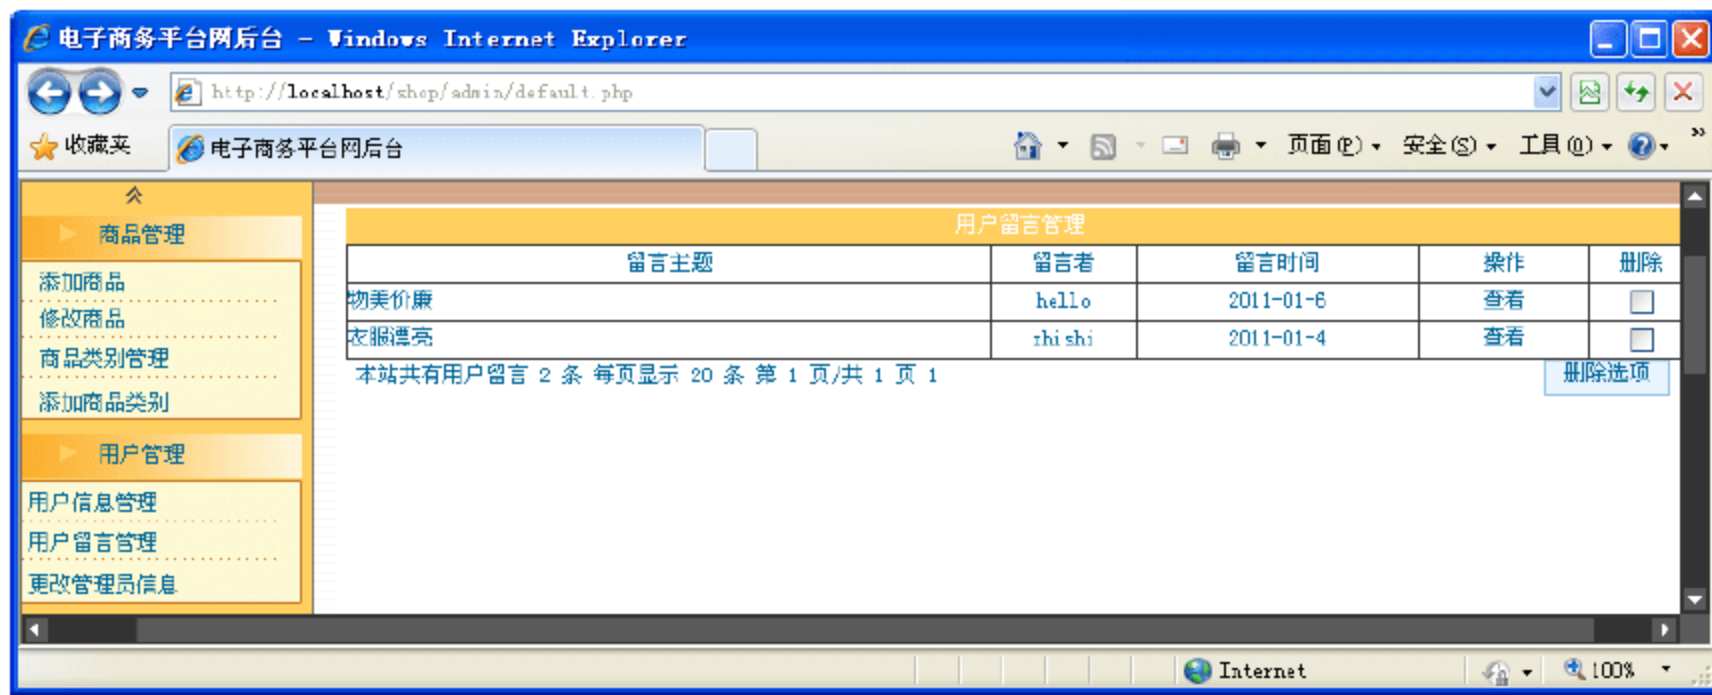 电子商务平台网后台 - Windows Internet Explorer
http://localhost/shop/admin/default.php
收藏夹 电子商务平台网后台 页面(P) 安全(S) 工具(O) »
商品管理
添加商品
修改商品
商品类别管理
添加商品类别
用户管理
用户信息管理
用户留言管理
更改管理员信息
用户留言管理
留言主题 留言者 留言时间 操作 删除
物美价廉 hello 2011-01-6 查看
衣服漂亮 zhishi 2011-01-4 查看
本站共有用户留言 2 条 每页显示 20 条 第 1 页/共 1 页 1 删除选项
Internet 100%